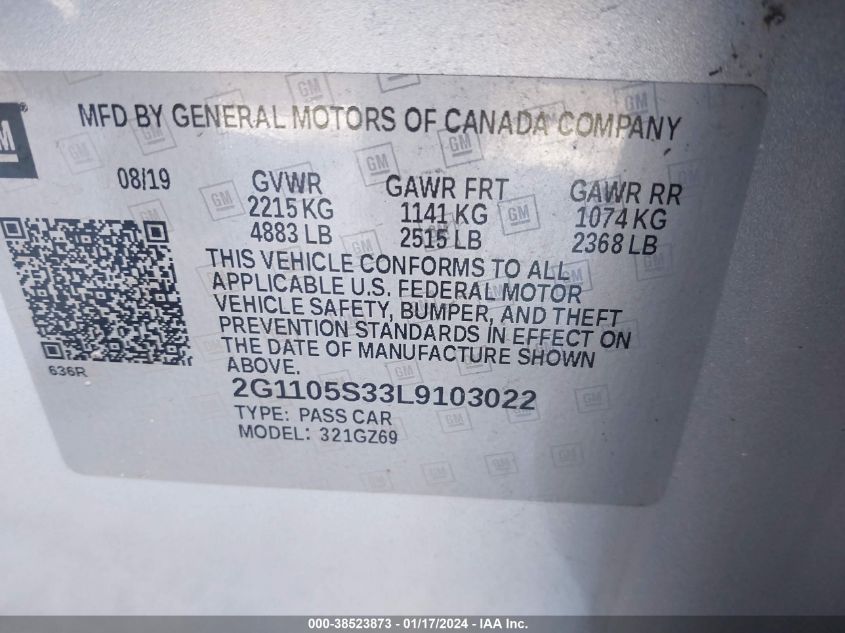 GM
MFD BY GENERAL MOTORS OF CANADA COMPANY
08/19
GVWR
2215 KG
4883 LB
GAWR FRT
1141 KG
2515 LB
GAWR RR
1074 KG
2368 LB
THIS VEHICLE CONFORMS TO ALL
APPLICABLE U.S. FEDERAL MOTOR
VEHICLE SAFETY, BUMPER, AND THEFT
PREVENTION STANDARDS IN EFFECT ON
THE DATE OF MANUFACTURE SHOWN
ABOVE.
636R
2G1105S33L9103022
TYPE: PASS CAR
MODEL: 321GZ69
000-38523873 - 01/17/2024 - IAA Inc.